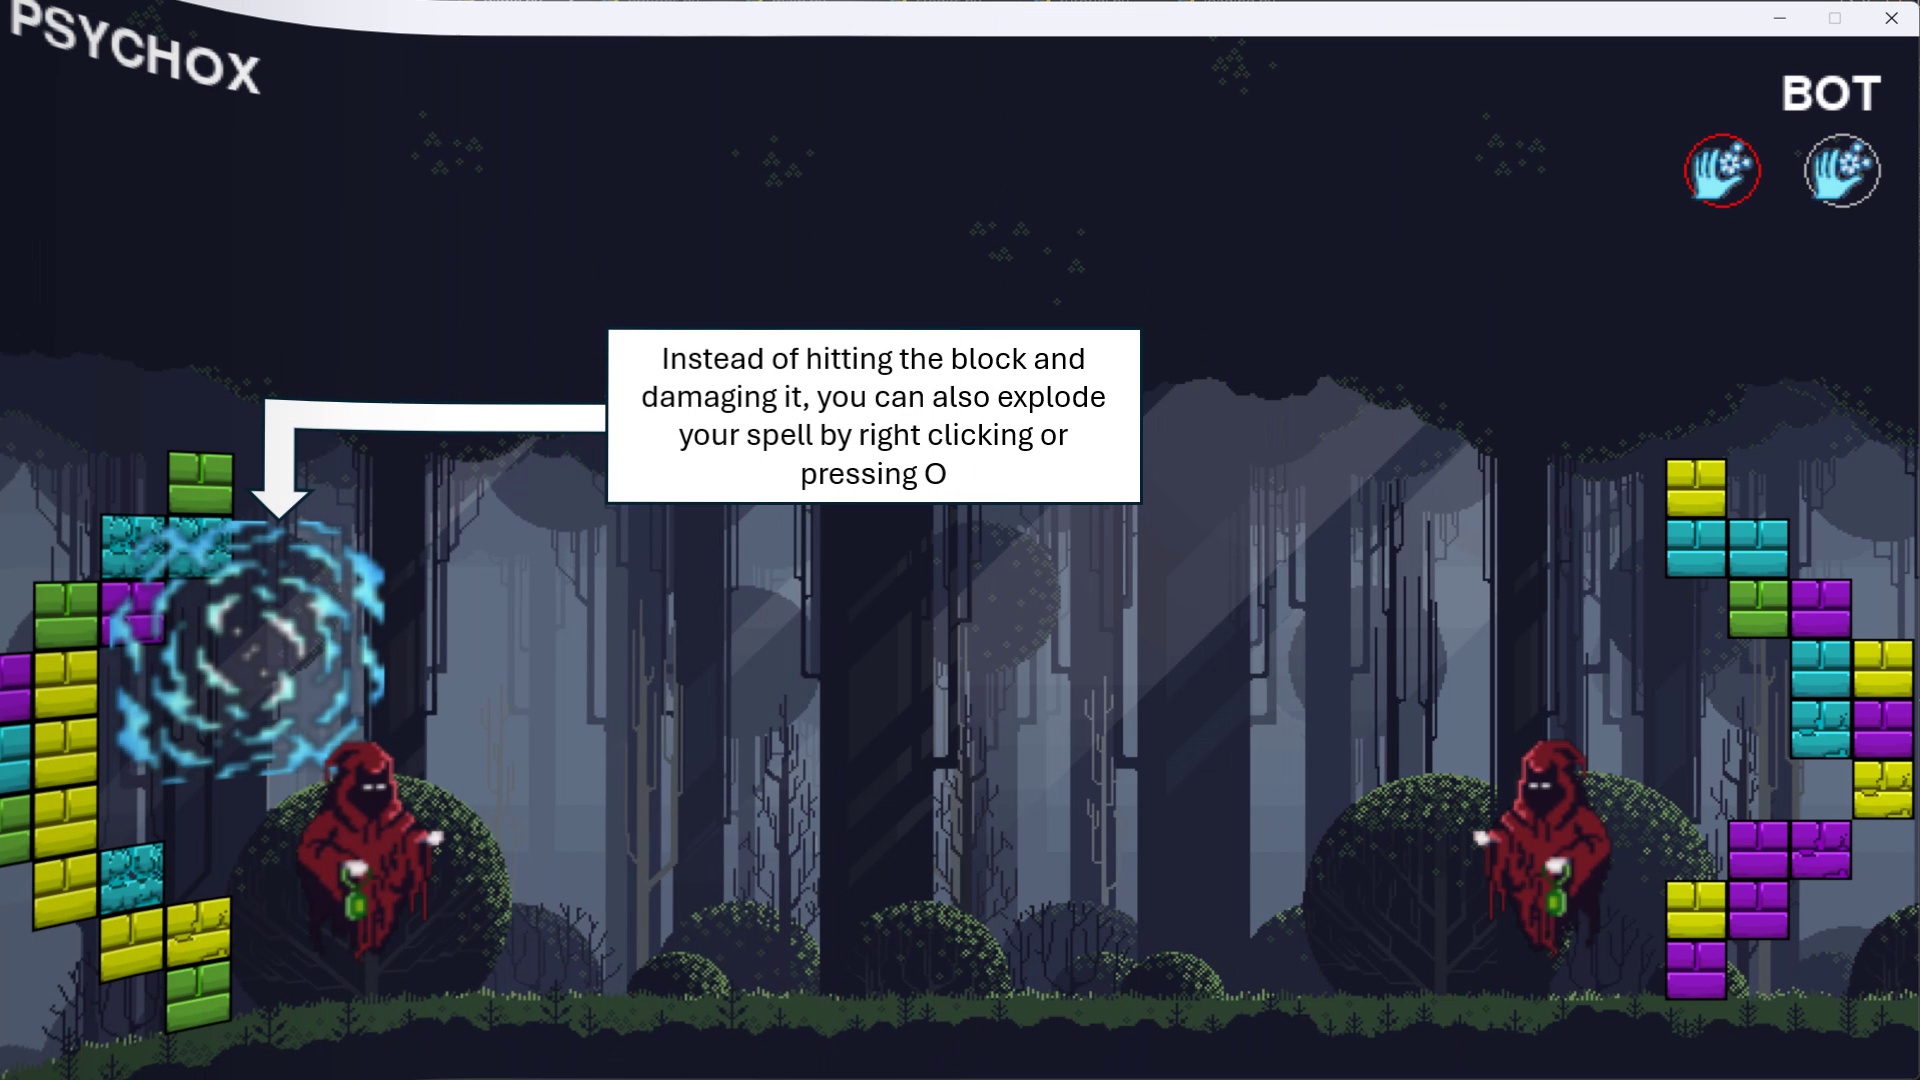 PSYCHOX
BOT
Instead of hitting the block and
damaging it, you can also explode
your spell by right clicking or
pressing O